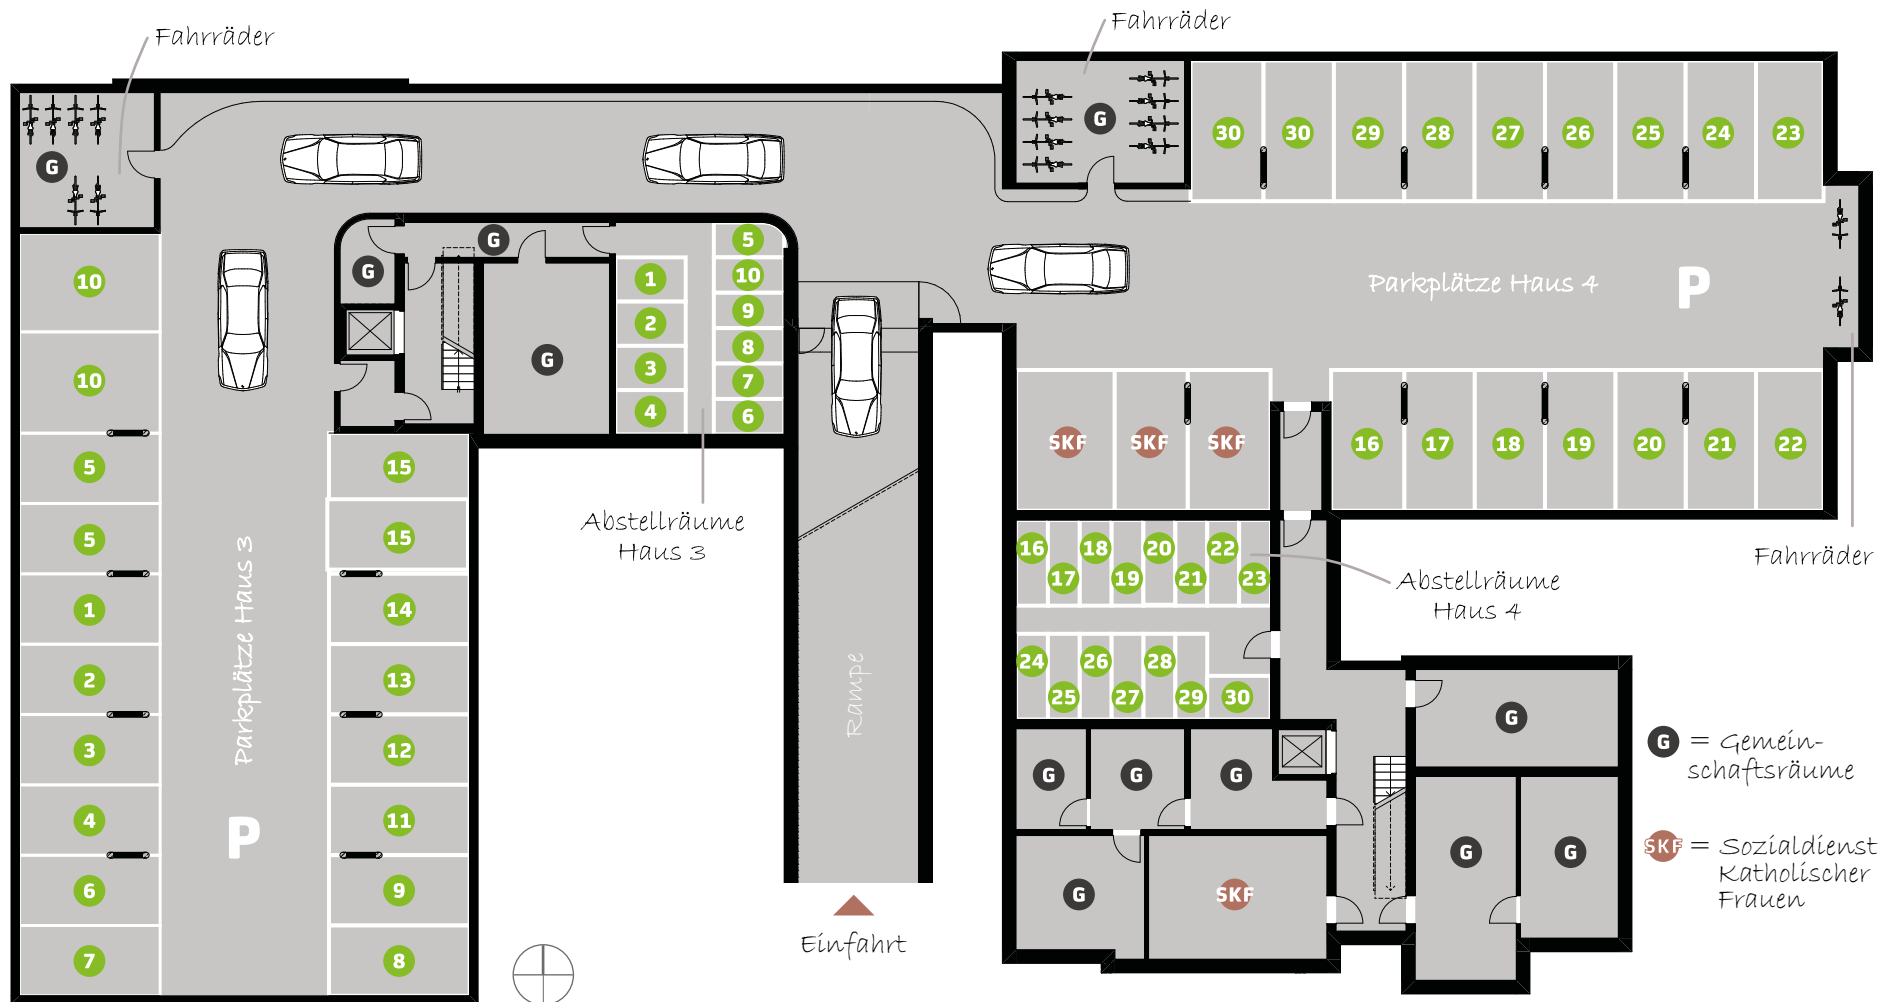 Fahrräder
Fahrräder
G
G
30
30
29
28
27
26
25
24
23
10
10
5
5
1
2
3
4
6
7
15
15
14
13
12
11
9
8
Parkplätze Haus 3
P
G
G
G
1
2
3
4
5
10
9
8
7
6
Abstellräume
Haus 3
Rampe
Einfahrt
Parkplätze Haus 4
P
SKF
SKF
SKF
16
17
18
19
20
21
22
Fahrräder
16
17
18
19
20
21
22
23
Abstellräume
Haus 4
24
25
26
27
28
29
30
G
G
G
G
SKF
G
G
G
G = Gemein-
schaftsräume
SKF = Sozialdienst
Katholischer
Frauen